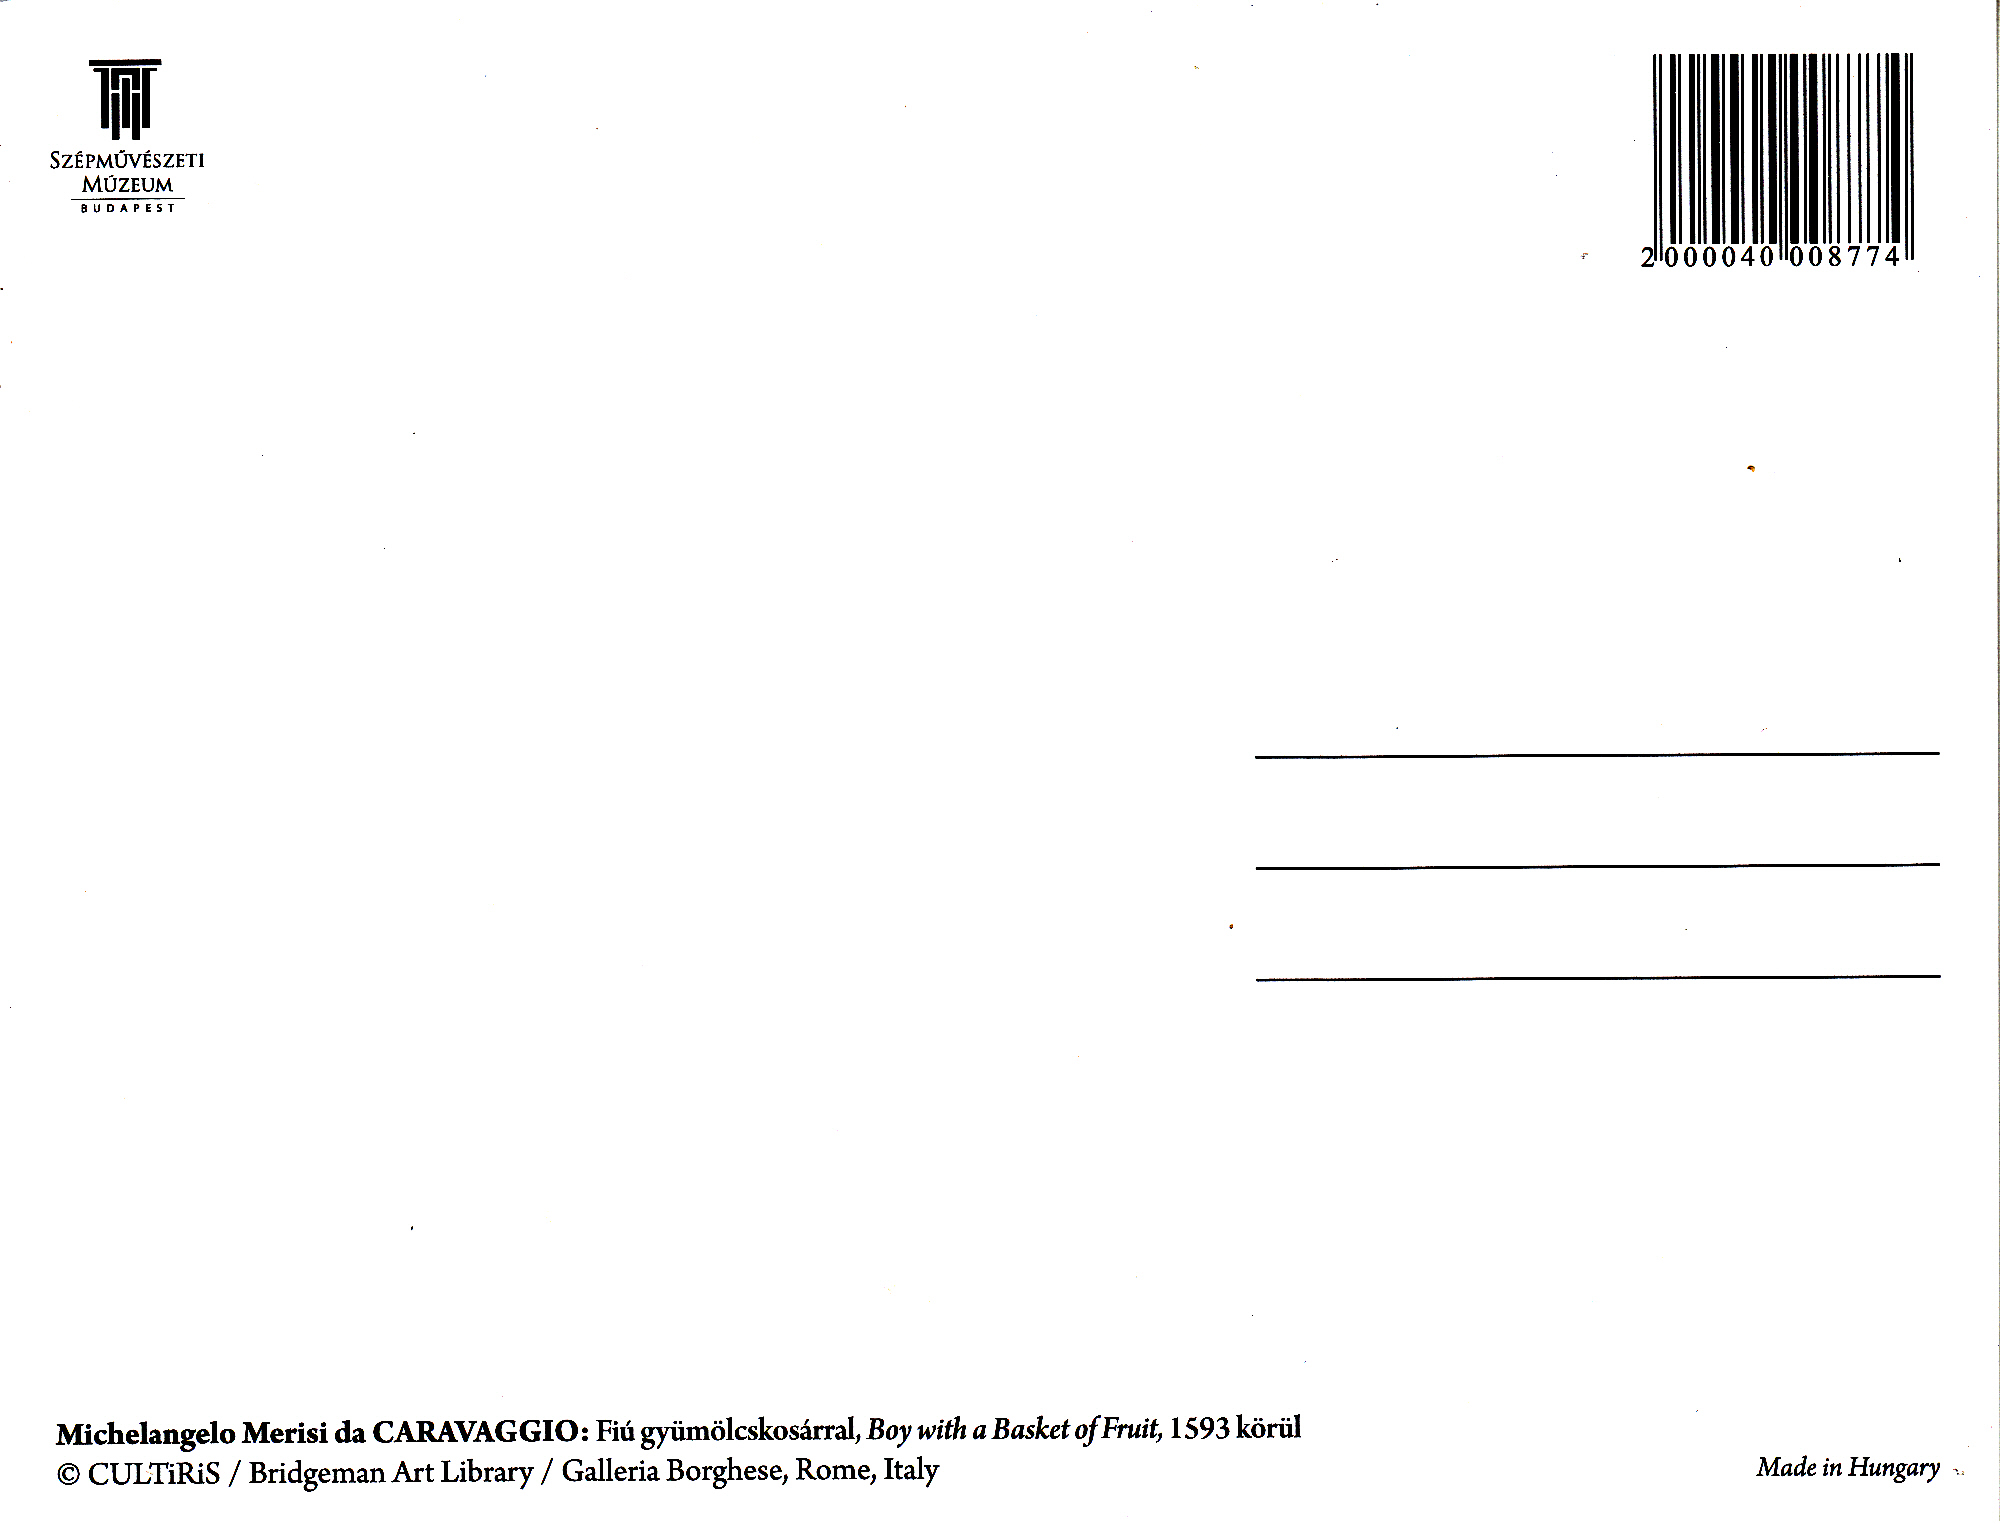 SZÉPMŰVÉSZETI
MÚZEUM
BUDAPEST
2 000040 008774
Michelangelo Merisi da CARAVAGGIO: Fiú gyümölcskosárral, Boy with a Basket of Fruit, 1593 körül
© CULTiRiS / Bridgeman Art Library / Galleria Borghese, Rome, Italy
Made in Hungary